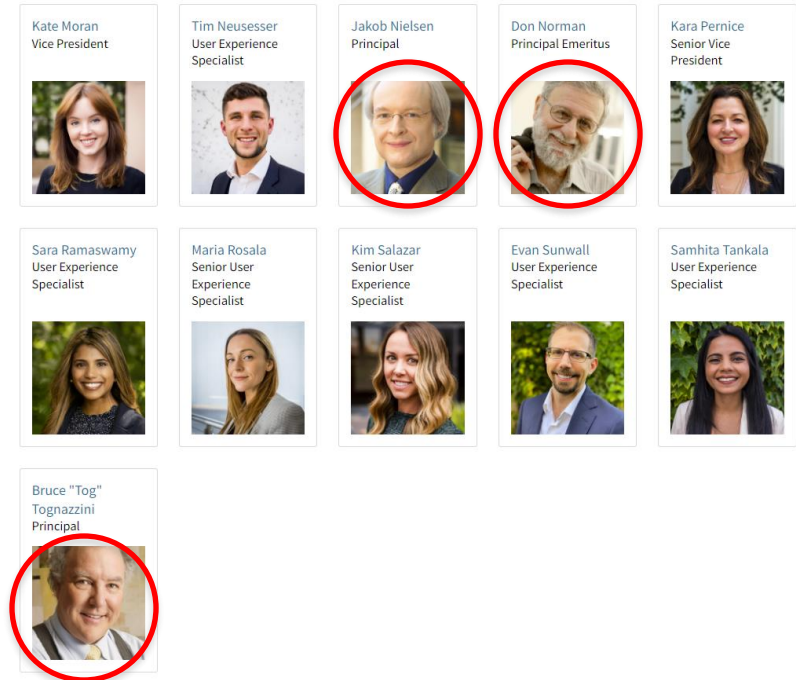 Kate Moran
Vice President
Tim Neusesser
User Experience
Specialist
Jakob Nielsen
Principal
Don Norman
Principal Emeritus
Kara Pernice
Senior Vice
President
Sara Ramaswamy
User Experience
Specialist
Maria Rosala
Senior User
Experience
Specialist
Kim Salazar
Senior User
Experience
Specialist
Evan Sunwall
User Experience
Specialist
Samhita Tankala
User Experience
Specialist
Bruce "Tog"
Tognazzini
Principal